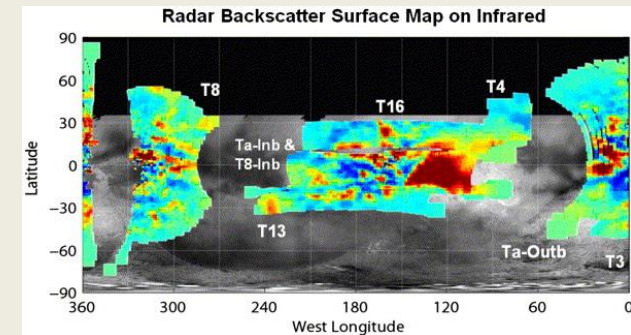 Radar Backscatter Surface Map on Infrared
90
60
30
0
−30
−60
−90
Latitude
T8
T16
T4
Ta-Inb &
T8-Inb
T13
Ta-Outb
T3
360
300
240
180
120
60
0
West Longitude